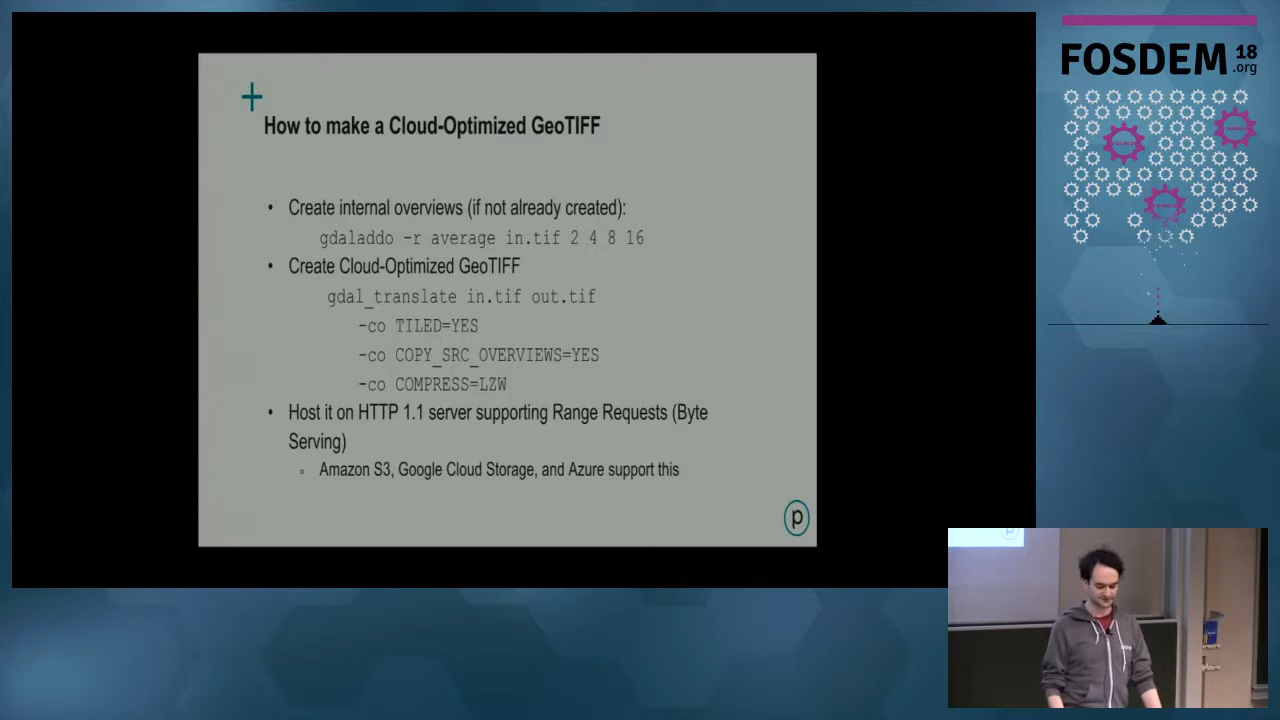 FOSDEM 18
.org
+
How to make a Cloud-Optimized GeoTIFF
• Create internal overviews (if not already created):
gdaladdo -r average in.tif 2 4 8 16
• Create Cloud-Optimized GeoTIFF
gdal_translate in.tif out.tif
-co TILED=YES
-co COPY_SRC_OVERVIEWS=YES
-co COMPRESS=LZW
• Host it on HTTP 1.1 server supporting Range Requests (Byte
Serving)
◦ Amazon S3, Google Cloud Storage, and Azure support this
p